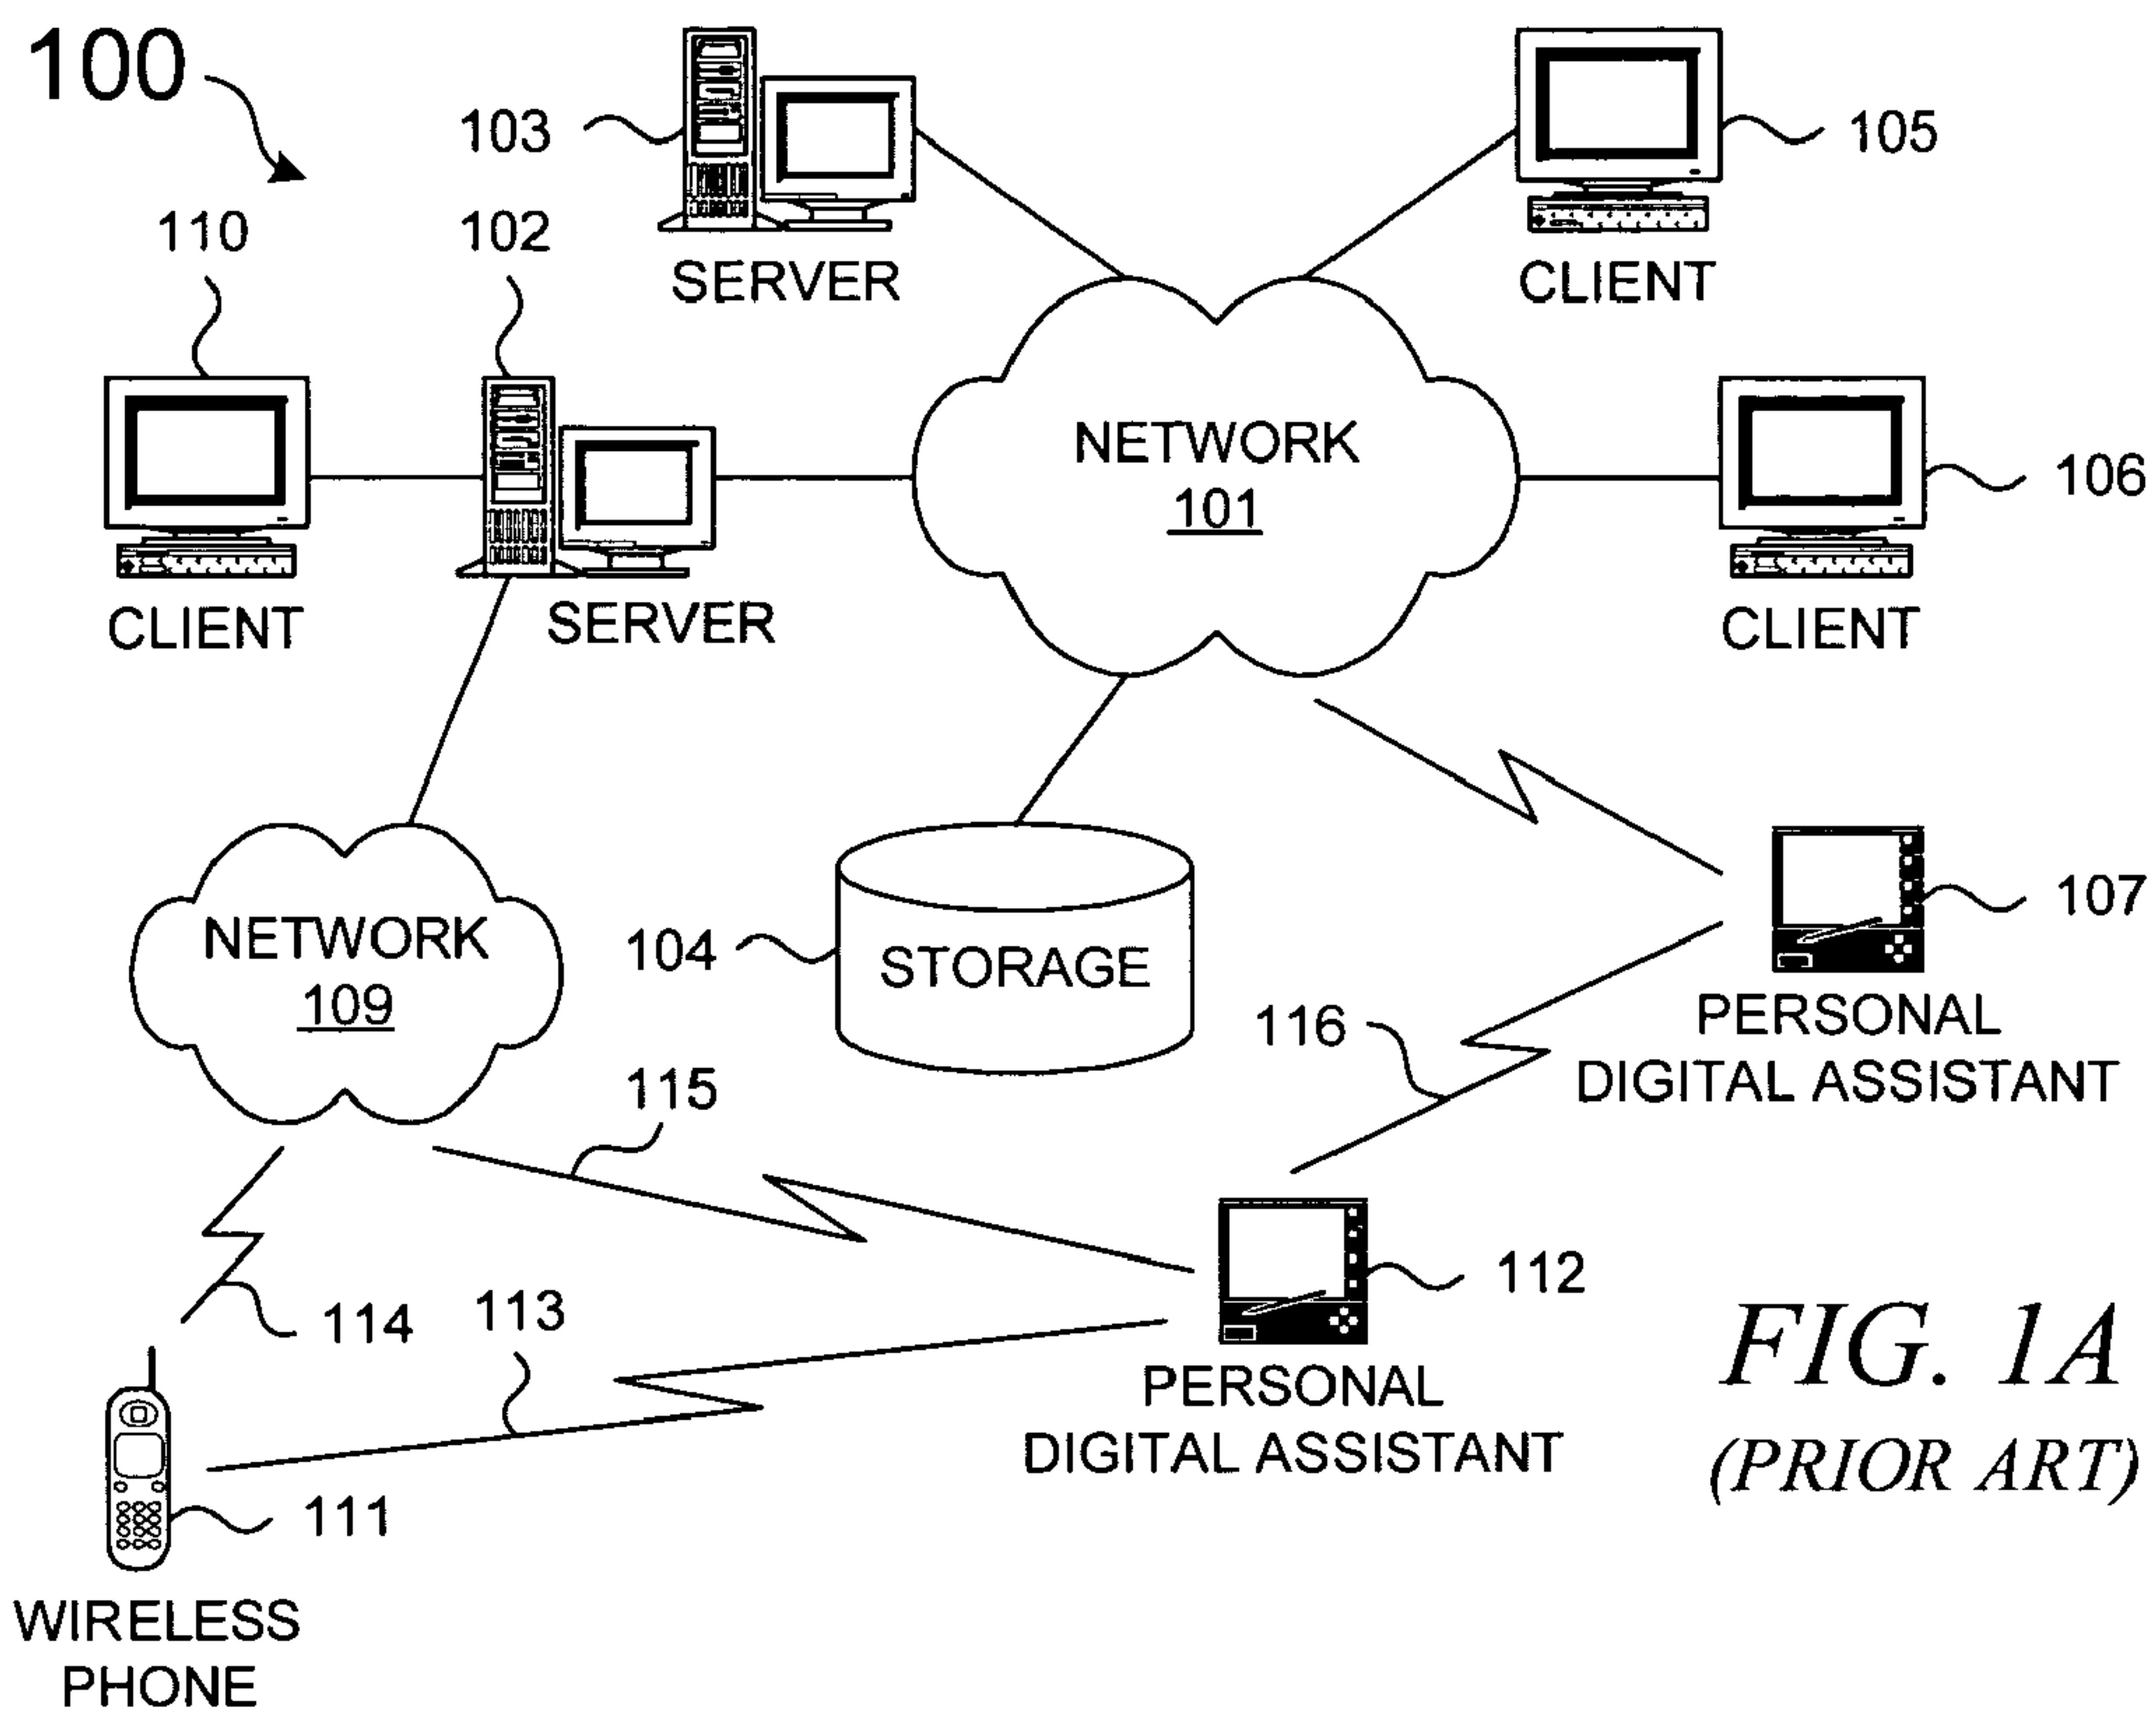 100
103
105
110
102
SERVER
CLIENT
NETWORK
101
106
CLIENT
SERVER
CLIENT
NETWORK
109
104
STORAGE
107
PERSONAL
DIGITAL ASSISTANT
116
115
114
113
112
PERSONAL
DIGITAL ASSISTANT
111
WIRELESS
PHONE
FIG. 1A
(PRIOR ART)